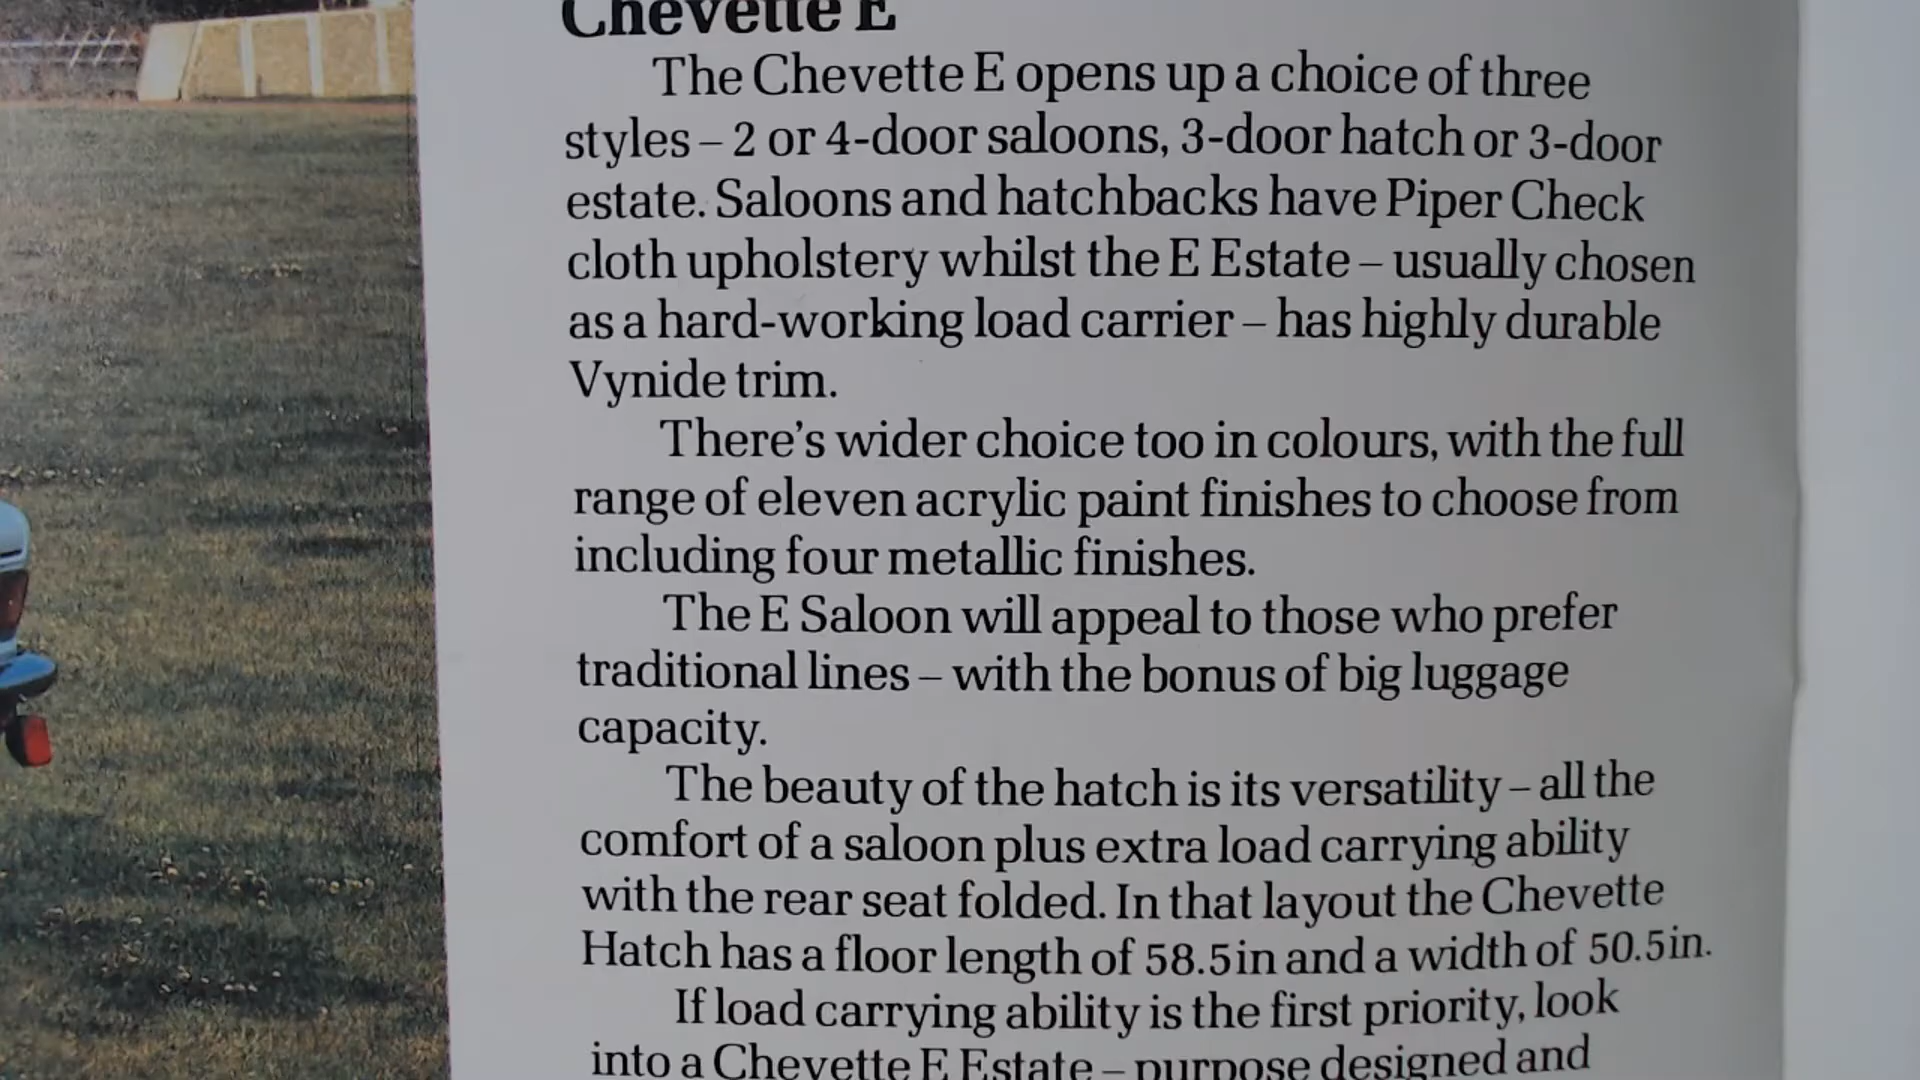 Chevette E
The Chevette E opens up a choice of three
styles – 2 or 4-door saloons, 3-door hatch or 3-door
estate. Saloons and hatchbacks have Piper Check
cloth upholstery whilst the E Estate – usually chosen
as a hard-working load carrier – has highly durable
Vynide trim.
There's wider choice too in colours, with the full
range of eleven acrylic paint finishes to choose from
including four metallic finishes.
The E Saloon will appeal to those who prefer
traditional lines – with the bonus of big luggage
capacity.
The beauty of the hatch is its versatility – all the
comfort of a saloon plus extra load carrying ability
with the rear seat folded. In that layout the Chevette
Hatch has a floor length of 58.5in and a width of 50.5in.
If load carrying ability is the first priority, look
into a Chevette E Estate – purpose designed and